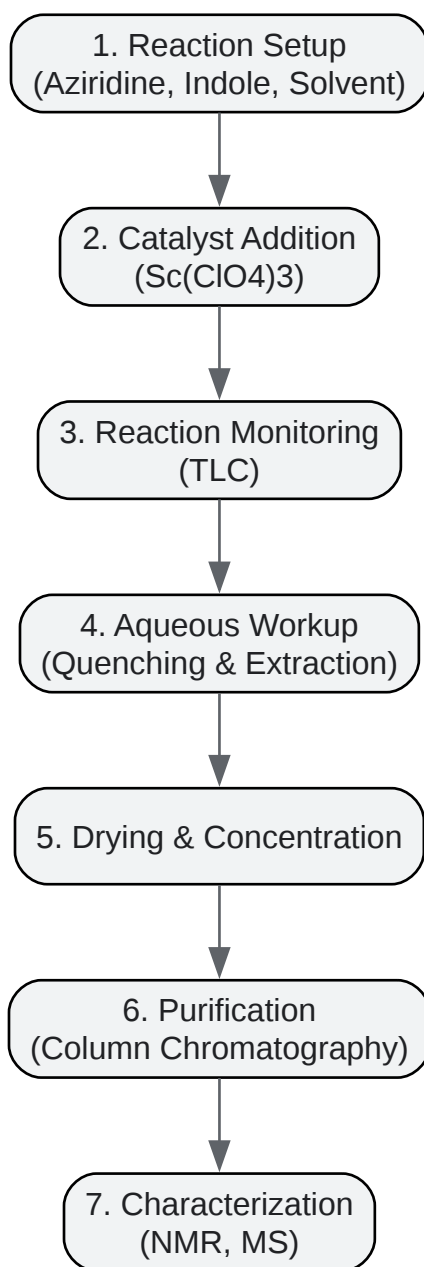 1. Reaction Setup
(Aziridine, Indole, Solvent)
2. Catalyst Addition
(Sc(ClO4)3)
3. Reaction Monitoring
(TLC)
4. Aqueous Workup
(Quenching & Extraction)
5. Drying & Concentration
6. Purification
(Column Chromatography)
7. Characterization
(NMR, MS)